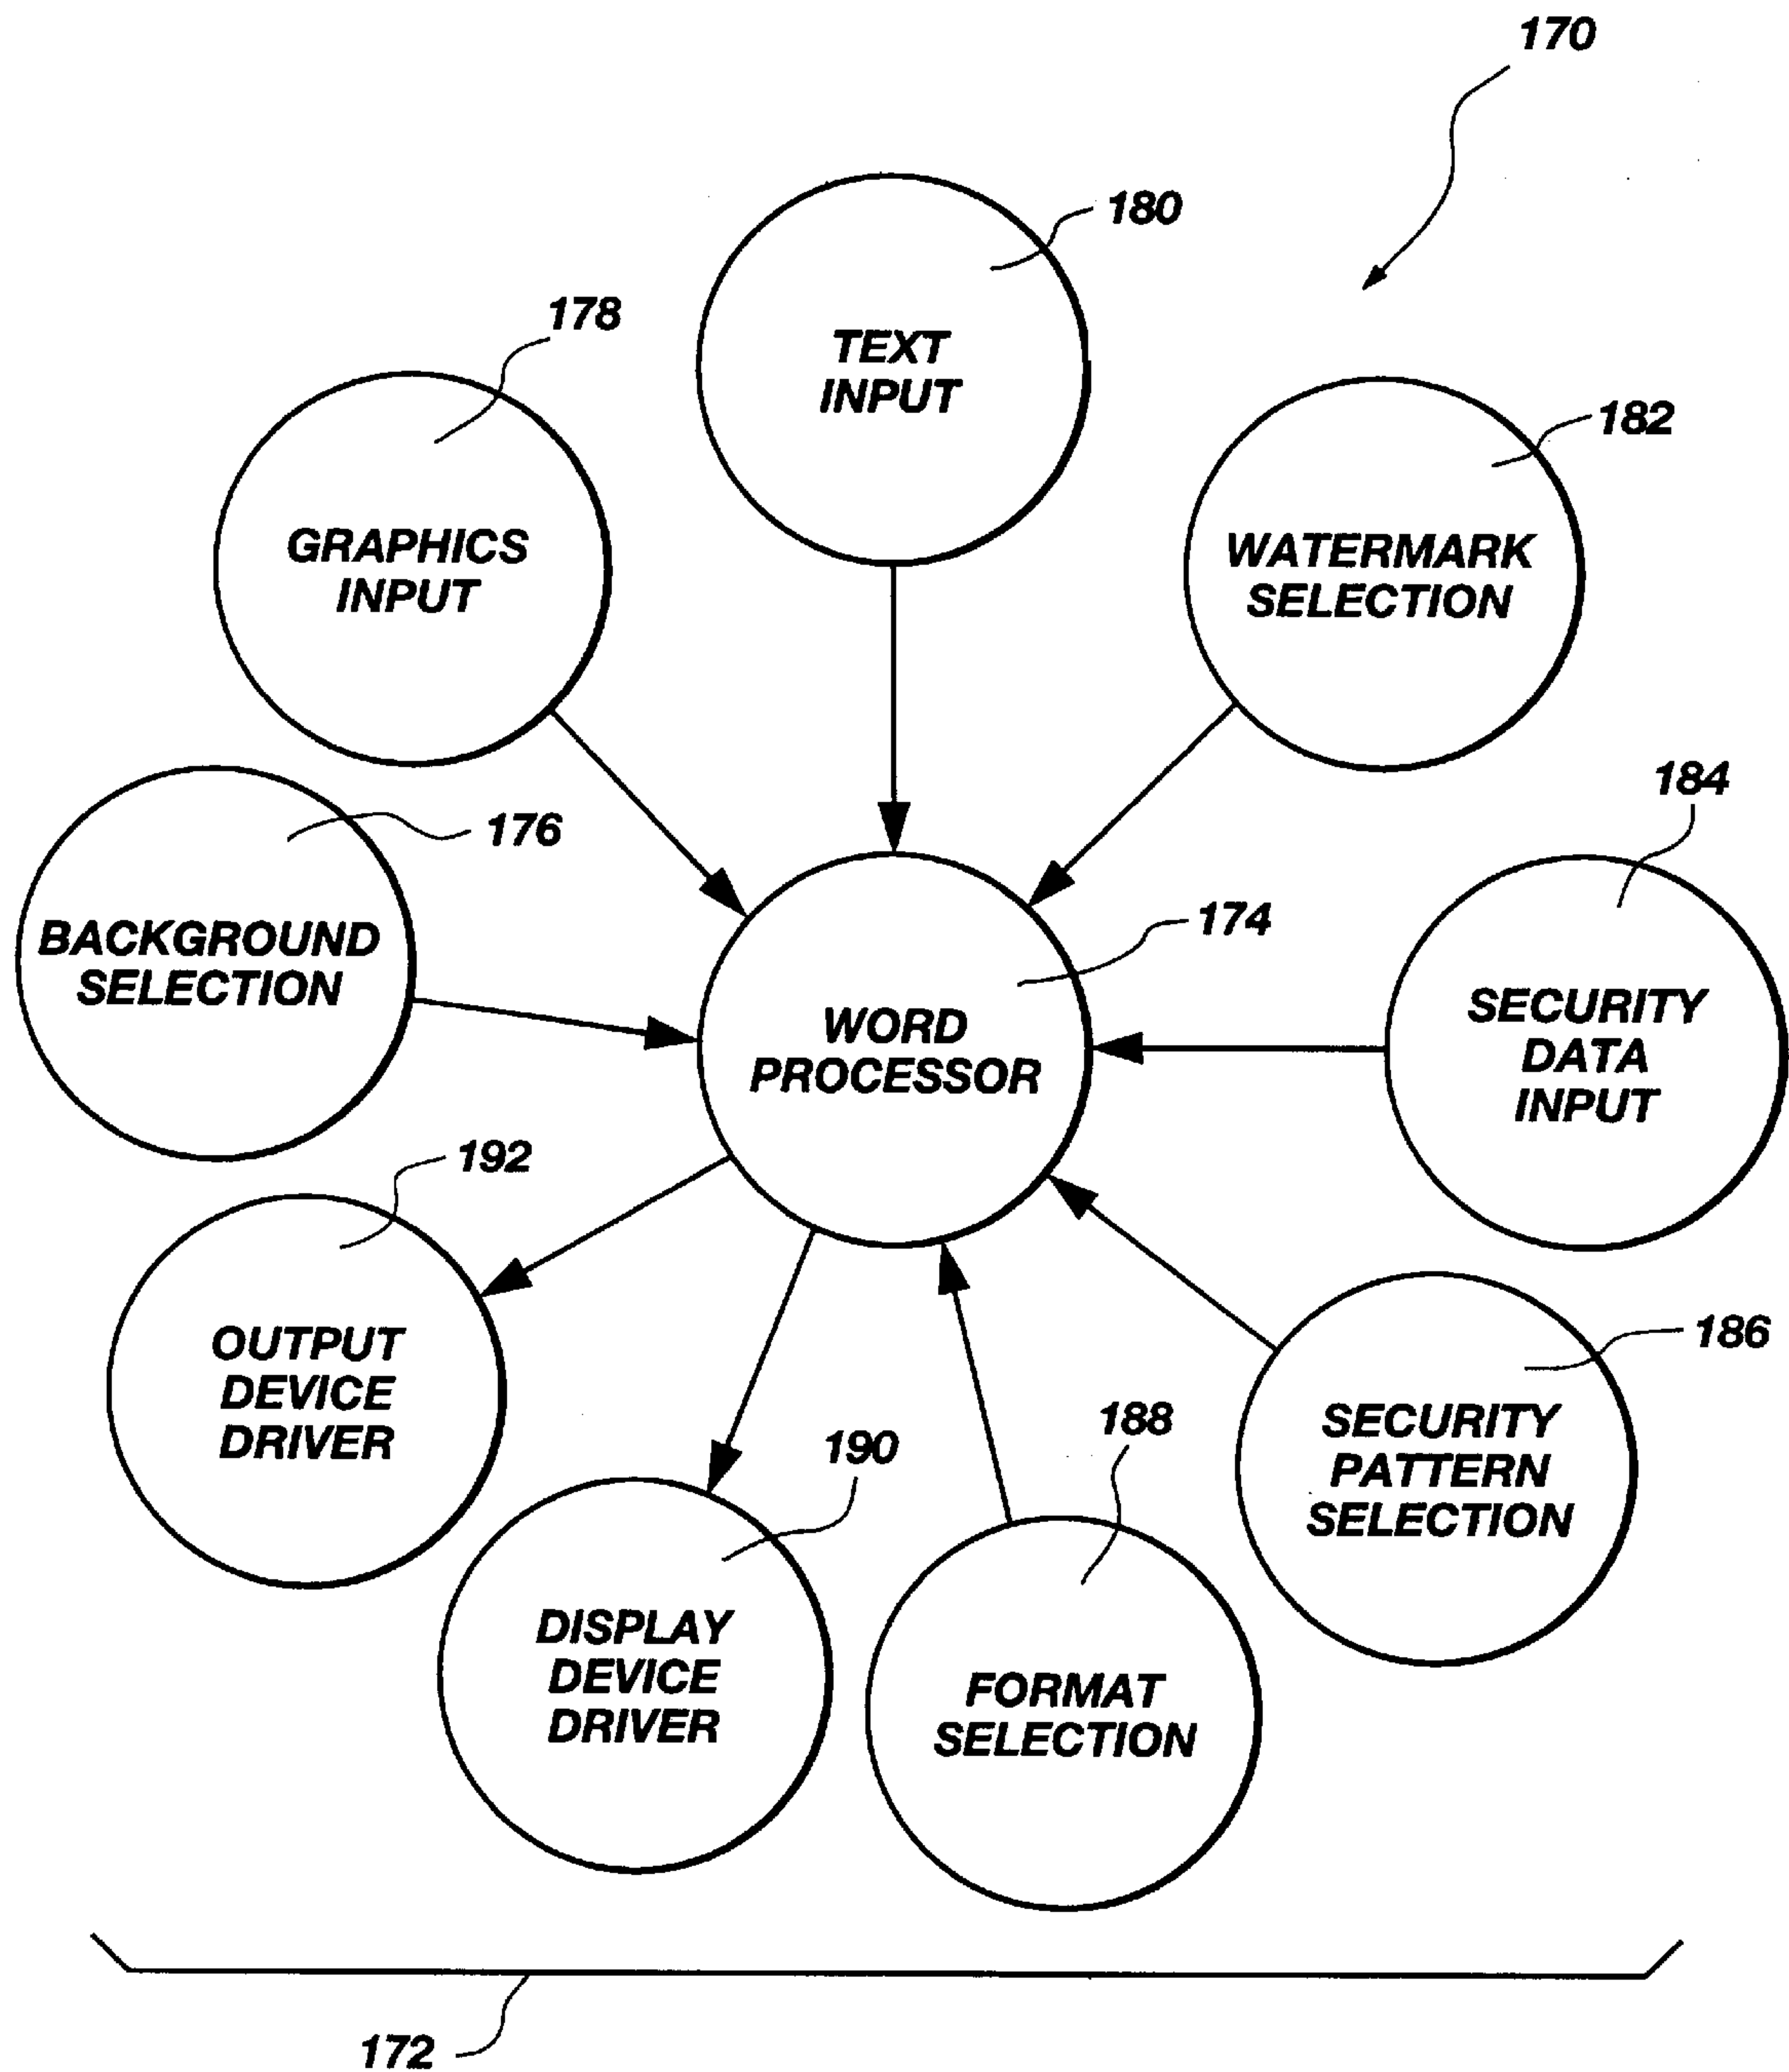 170
180
TEXT
INPUT
178
GRAPHICS
INPUT
182
WATERMARK
SELECTION
176
BACKGROUND
SELECTION
184
SECURITY
DATA
INPUT
174
WORD
PROCESSOR
192
OUTPUT
DEVICE
DRIVER
186
SECURITY
PATTERN
SELECTION
190
DISPLAY
DEVICE
DRIVER
188
FORMAT
SELECTION
172